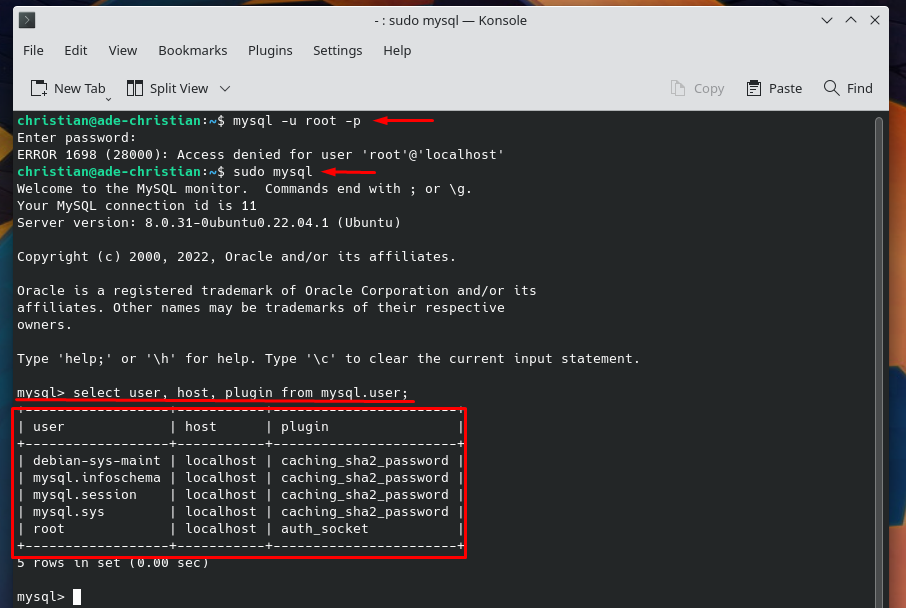 - : sudo mysql — Konsole
File Edit View Bookmarks Plugins Settings Help
New Tab Split View Copy Paste Find
christian@ade-christian:~$ mysql -u root -p
Enter password:
ERROR 1698 (28000): Access denied for user 'root'@'localhost'
christian@ade-christian:~$ sudo mysql
Welcome to the MySQL monitor.  Commands end with ; or \g.
Your MySQL connection id is 11
Server version: 8.0.31-0ubuntu0.22.04.1 (Ubuntu)
Copyright (c) 2000, 2022, Oracle and/or its affiliates.
Oracle is a registered trademark of Oracle Corporation and/or its
affiliates. Other names may be trademarks of their respective
owners.
Type 'help;' or '\h' for help. Type '\c' to clear the current input statement.
mysql> select user, host, plugin from mysql.user;
+------------------+-----------+-----------------------+
| user             | host      | plugin                |
+------------------+-----------+-----------------------+
| debian-sys-maint | localhost | caching_sha2_password |
| mysql.infoschema | localhost | caching_sha2_password |
| mysql.session    | localhost | caching_sha2_password |
| mysql.sys        | localhost | caching_sha2_password |
| root             | localhost | auth_socket           |
+------------------+-----------+-----------------------+
5 rows in set (0.00 sec)
mysql>